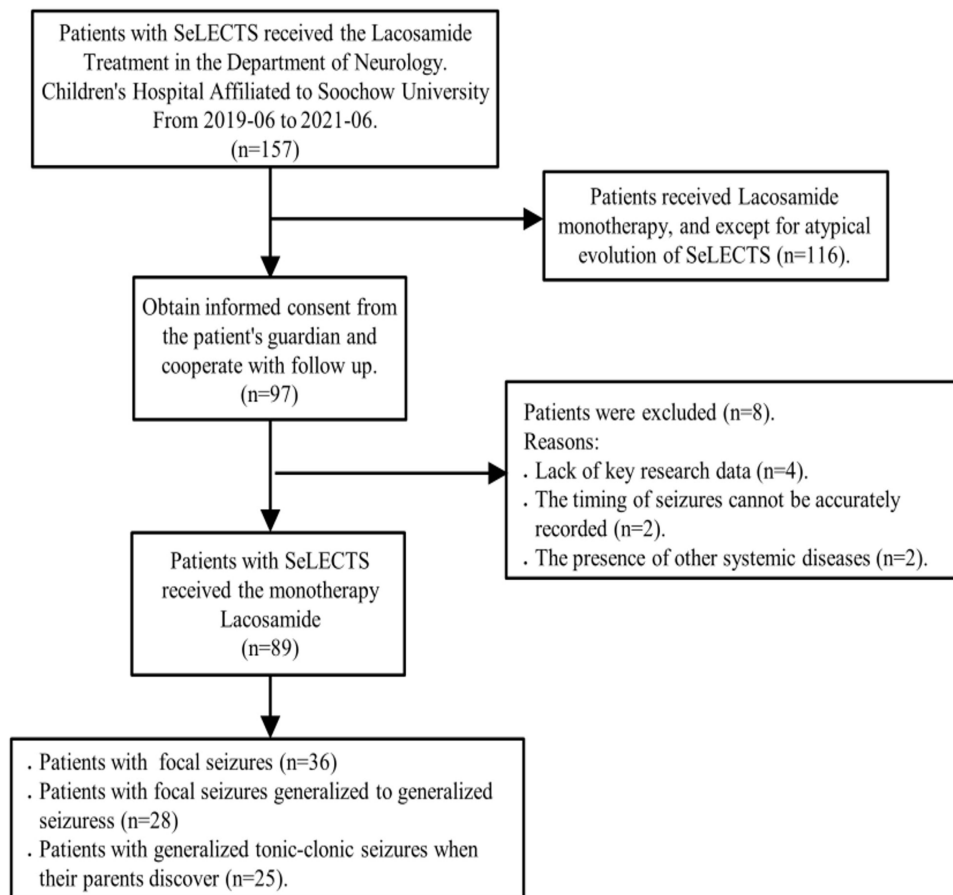 Patients with SeLECTS received the Lacosamide
Treatment in the Department of Neurology.
Children's Hospital Affiliated to Soochow University
From 2019-06 to 2021-06.
(n=157)
Patients received Lacosamide
monotherapy, and except for atypical
evolution of SeLECTS (n=116).
Obtain informed consent from
the patient's guardian and
cooperate with follow up.
(n=97)
Patients were excluded (n=8).
Reasons:
. Lack of key research data (n=4).
. The timing of seizures cannot be accurately
recorded (n=2).
. The presence of other systemic diseases (n=2).
Patients with SeLECTS
received the monotherapy
Lacosamide
(n=89)
. Patients with focal seizures (n=36)
. Patients with focal seizures generalized to generalized
seizuress (n=28)
. Patients with generalized tonic-clonic seizures when
their parents discover (n=25).